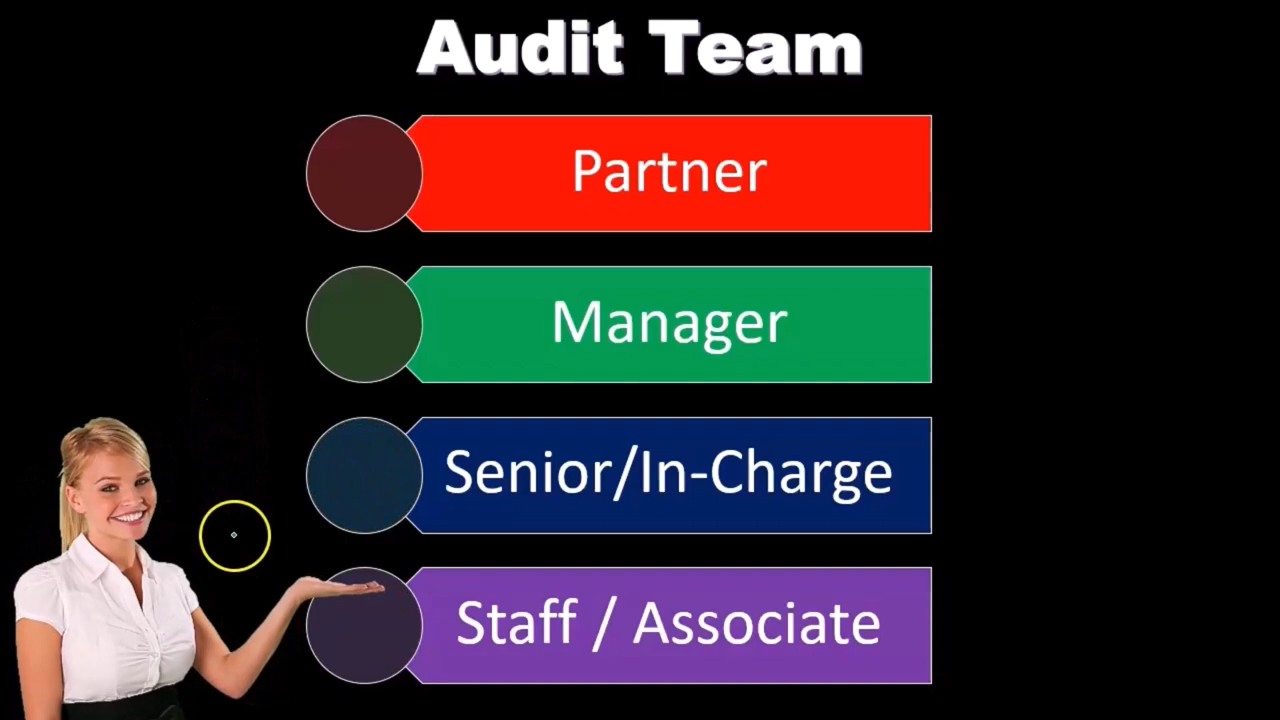 Audit Team
Partner
Manager
Senior/In-Charge
Staff / Associate